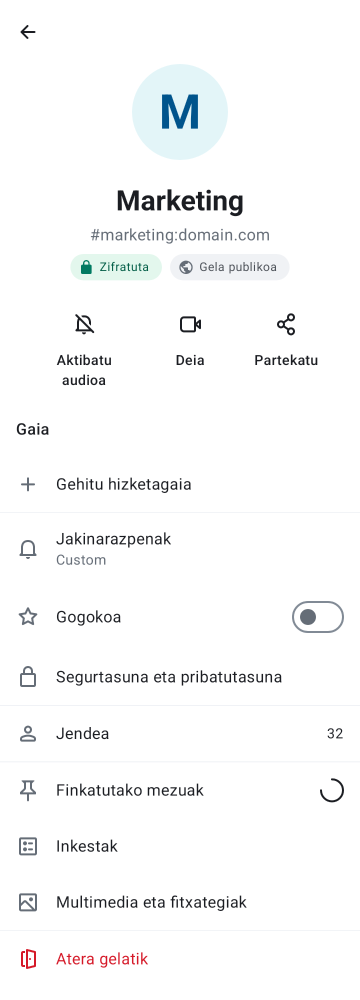 M
Marketing
#marketing:domain.com
Zifratuta
Gela publikoa
Aktibatu
audioa
Deia
Partekatu
Gaia
Gehitu hizketagaia
Jakinarazpenak
Custom
Gogokoa
Segurtasuna eta pribatutasuna
Jendea
32
Finkatutako mezuak
Inkestak
Multimedia eta fitxategiak
Atera gelatik